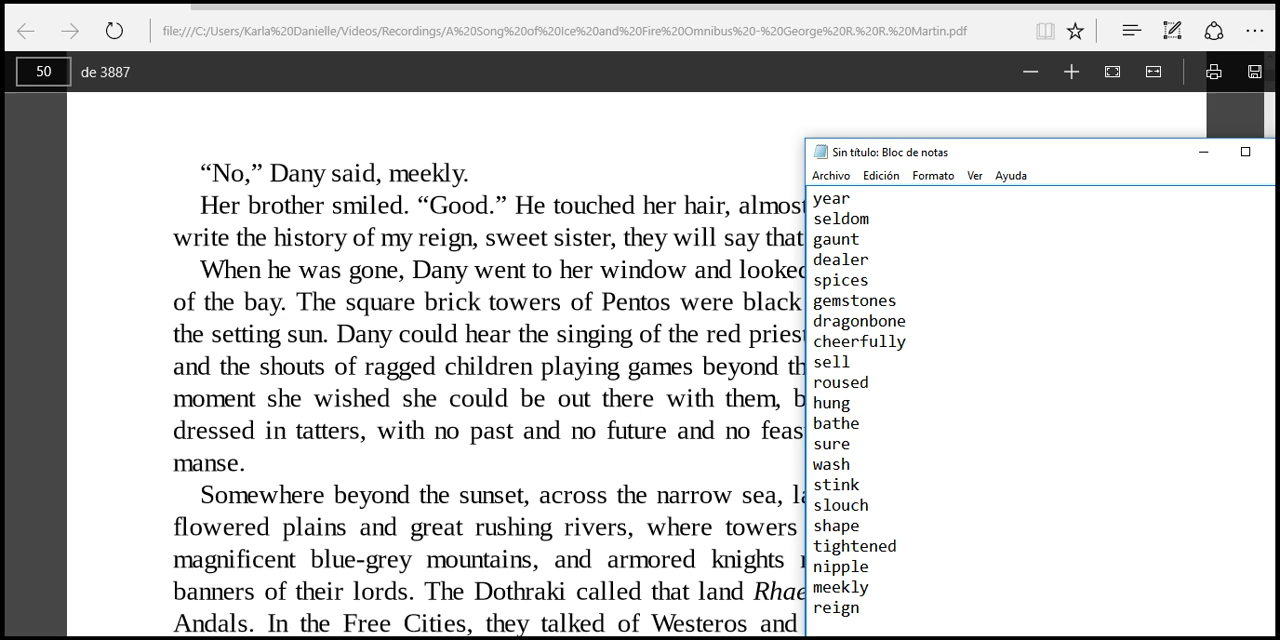 file:///C:/Users/Karla%20Danielle/Videos/Recordings/A%20Song%20of%20Ice%20and%20Fire%20Omnibus%20-%20George%20R.%20R.%20Martin.pdf
50 de 3887
“No,” Dany said, meekly.
Her brother smiled. “Good.” He touched her hair, almost
write the history of my reign, sweet sister, they will say that
When he was gone, Dany went to her window and looked
of the bay. The square brick towers of Pentos were black
the setting sun. Dany could hear the singing of the red priest
and the shouts of ragged children playing games beyond th
moment she wished she could be out there with them, b
dressed in tatters, with no past and no future and no feas
manse.
Somewhere beyond the sunset, across the narrow sea, la
flowered plains and great rushing rivers, where towers
magnificent blue-grey mountains, and armored knights r
banners of their lords. The Dothraki called that land Rhae
Andals. In the Free Cities, they talked of Westeros and
Sin título: Bloc de notas
Archivo Edición Formato Ver Ayuda
year
seldom
gaunt
dealer
spices
gemstones
dragonbone
cheerfully
sell
roused
hung
bathe
sure
wash
stink
slouch
shape
tightened
nipple
meekly
reign